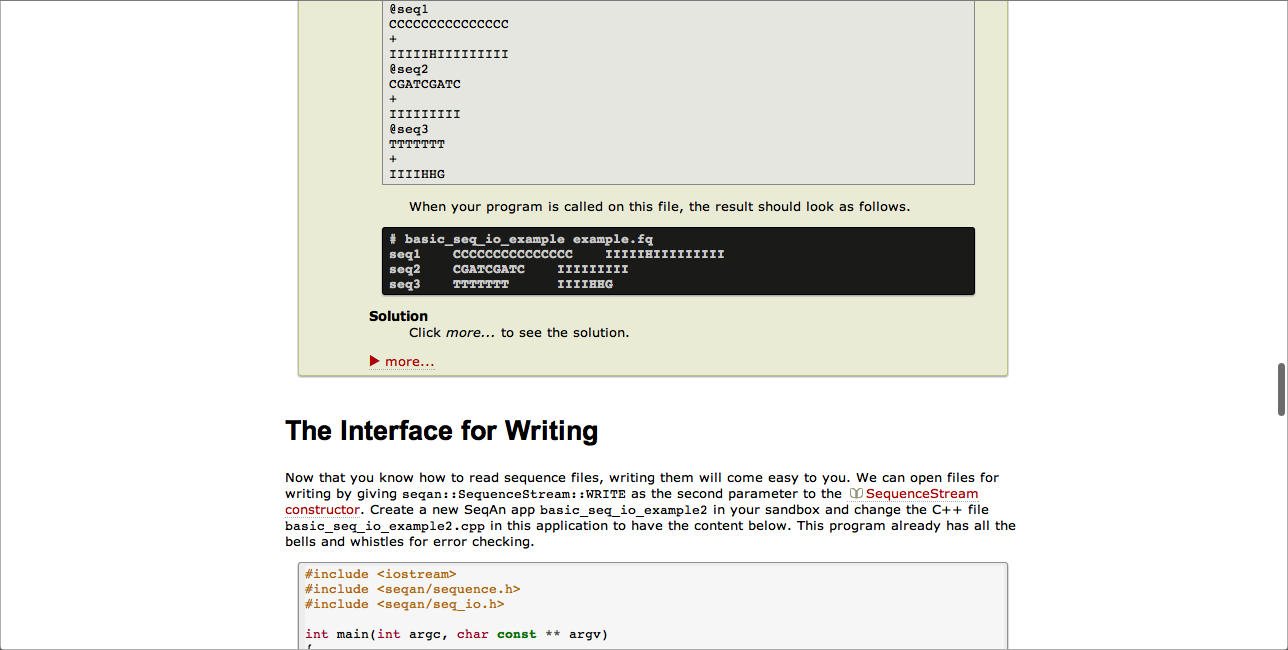 @seq1
CCCCCCCCCCCCCCC
+
IIIIIHIIIIIIIII
@seq2
CGATCGATC
+
IIIIIIIII
@seq3
TTTTTTT
+
IIIIHHG
When your program is called on this file, the result should look as follows.
# basic_seq_io_example example.fq
seq1    CCCCCCCCCCCCCCC    IIIIIHIIIIIIIII
seq2    CGATCGATC    IIIIIIIII
seq3    TTTTTTT      IIIIHHG
Solution
Click more... to see the solution.
more...
The Interface for Writing
Now that you know how to read sequence files, writing them will come easy to you. We can open files for
writing by giving seqan::SequenceStream::WRITE as the second parameter to the SequenceStream
constructor. Create a new SeqAn app basic_seq_io_example2 in your sandbox and change the C++ file
basic_seq_io_example2.cpp in this application to have the content below. This program already has all the
bells and whistles for error checking.
#include <iostream>
#include <seqan/sequence.h>
#include <seqan/seq_io.h>
int main(int argc, char const ** argv)
{